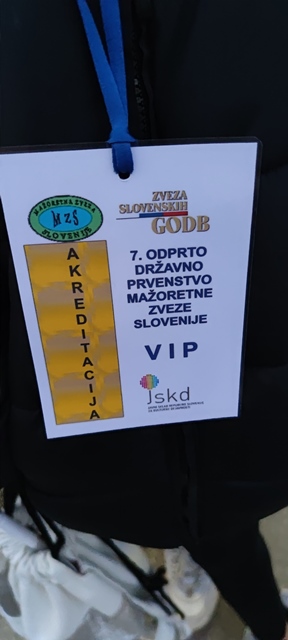 MAŽORETNA ZVEZA
MZS
SLOVENIJE
ZVEZA
SLOVENSKIH
GODB
AKREDITACIJA
7. ODPRTO
DRŽAVNO
PRVENSTVO
MAŽORETNE
ZVEZE
SLOVENIJE
VIP
jskd